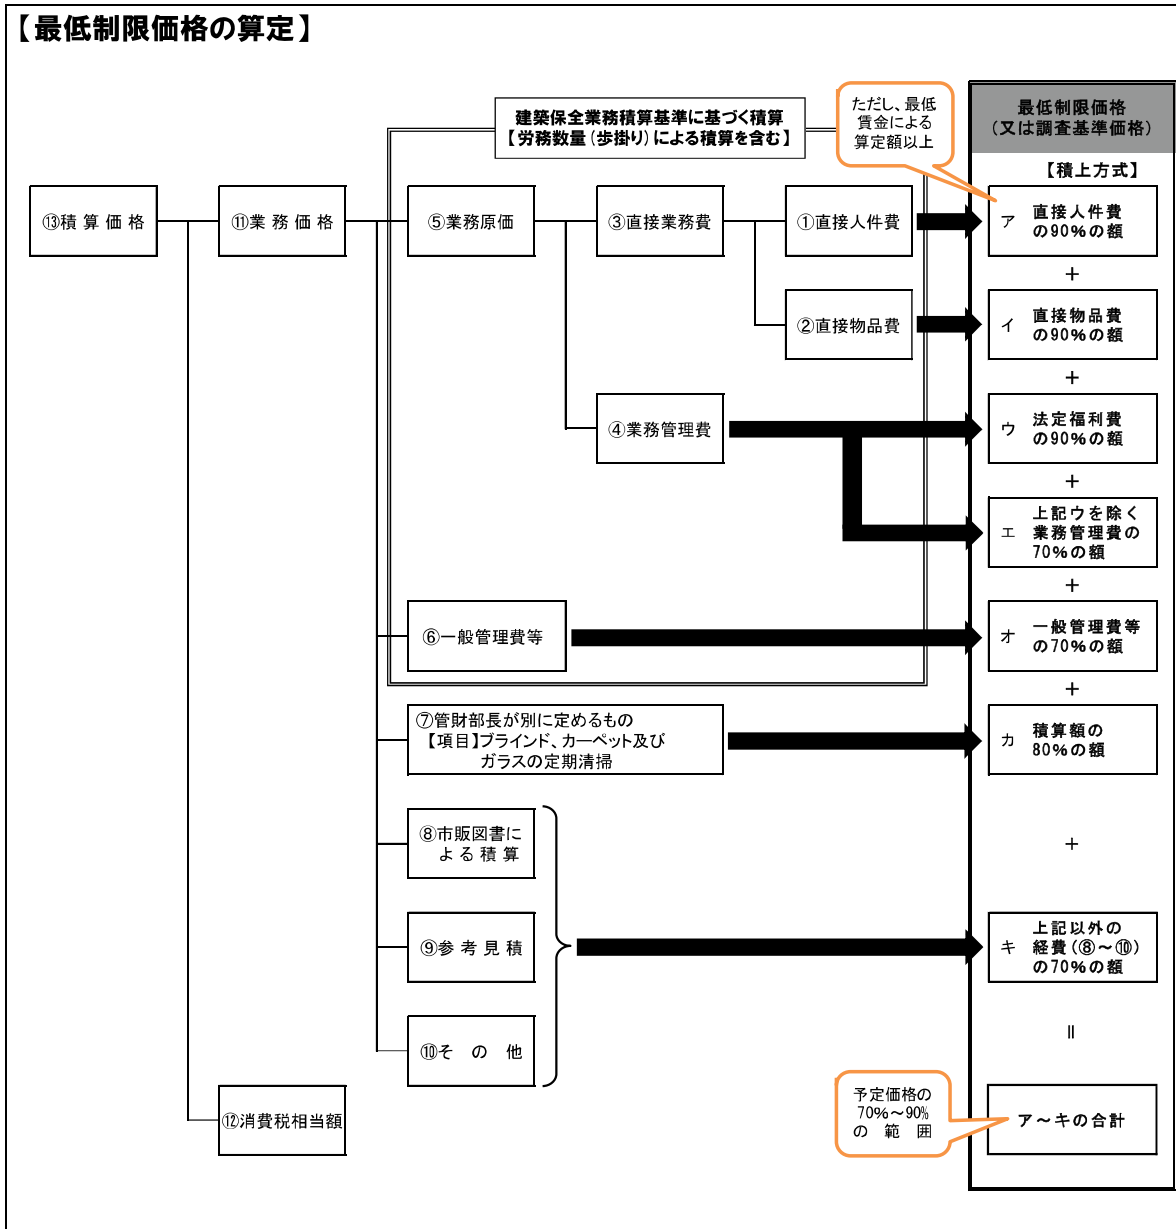 【最低制限価格の算定】
建築保全業務積算基準に基づく積算
【労務数量(歩掛り)による積算を含む】
ただし、最低
賃金による
算定額以上
最低制限価格
(又は調査基準価格)
【積上方式】
⑬積算価格
⑪業務価格
⑤業務原価
③直接業務費
①直接人件費
ア
直接人件費
の90%の額
+
②直接物品費
イ
直接物品費
の90%の額
+
④業務管理費
ウ
法定福利費
の90%の額
+
エ
上記ウを除く
業務管理費の
70%の額
+
⑥一般管理費等
オ
一般管理費等
の70%の額
+
⑦管財部長が別に定めるもの
【項目】ブラインド、カーペット及び
ガラスの定期清掃
カ
積算額の
80%の額
⑧市販図書に
よる積算
+
⑨参考見積
キ
上記以外の
経費(⑧~⑩)
の70%の額
=
⑩その他
⑫消費税相当額
予定価格の
70%~90%
の範囲
ア~キの合計